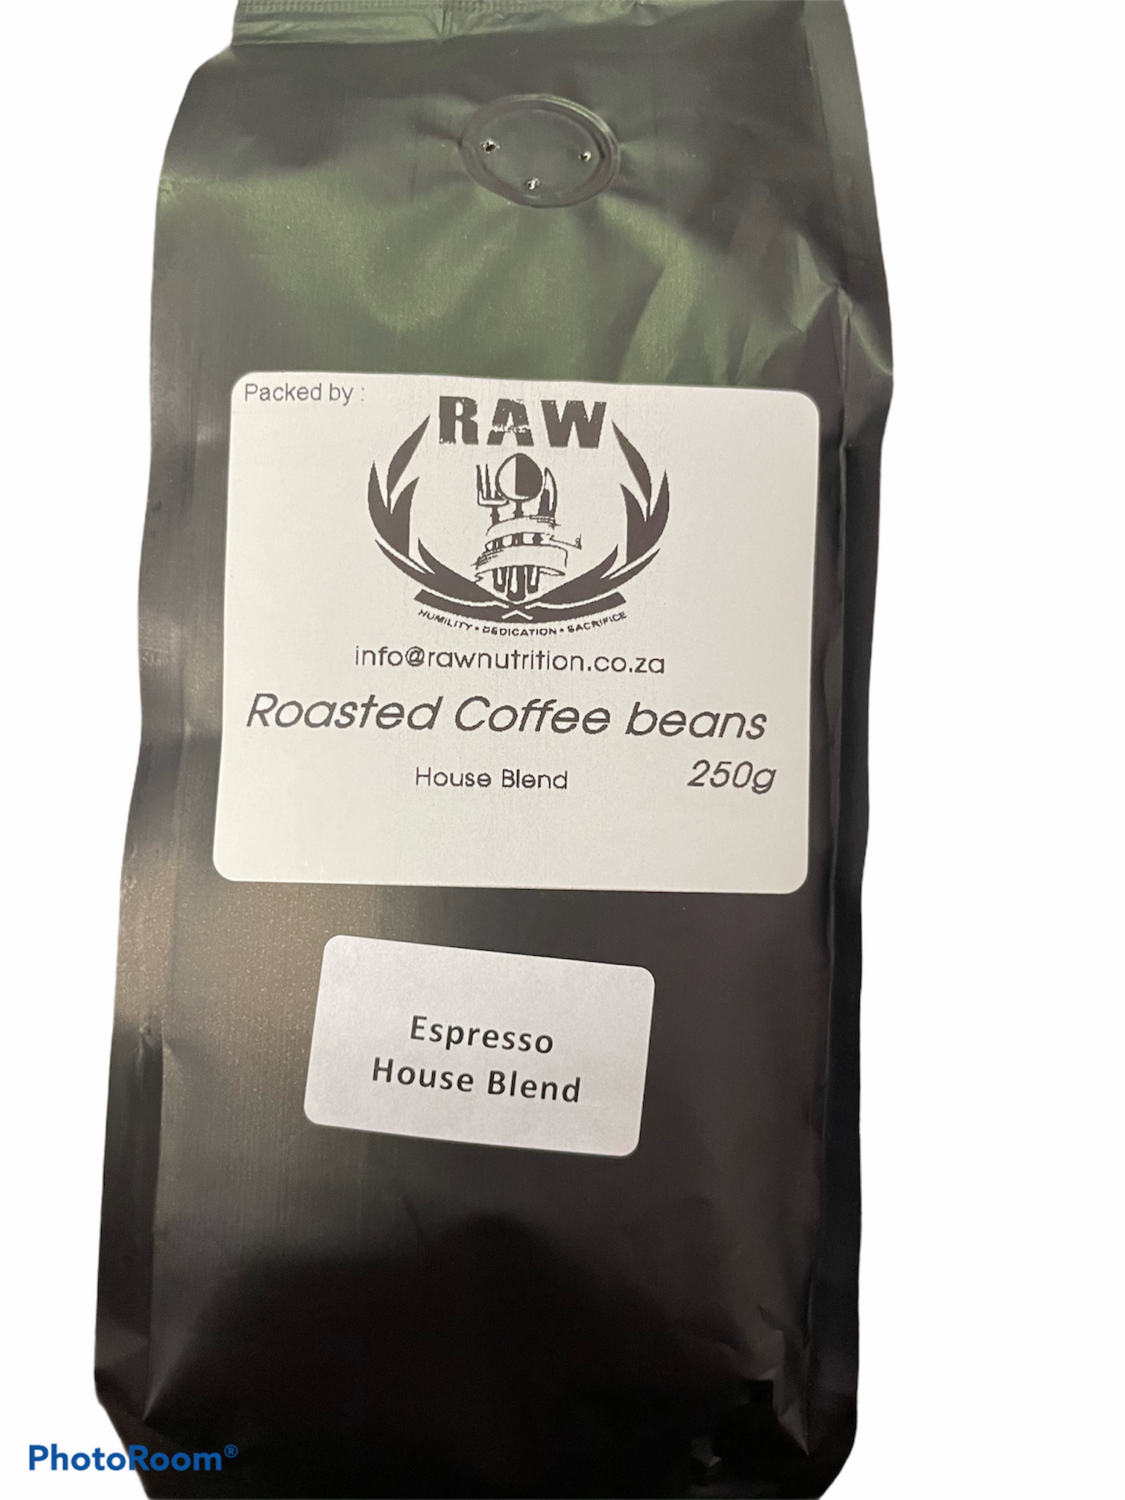 Packed by :
RAW
HUMILITY • DEDICATION • SACRIFICE
info@rawnutrition.co.za
Roasted Coffee beans
House Blend 250g
Espresso
House Blend
PhotoRoom®